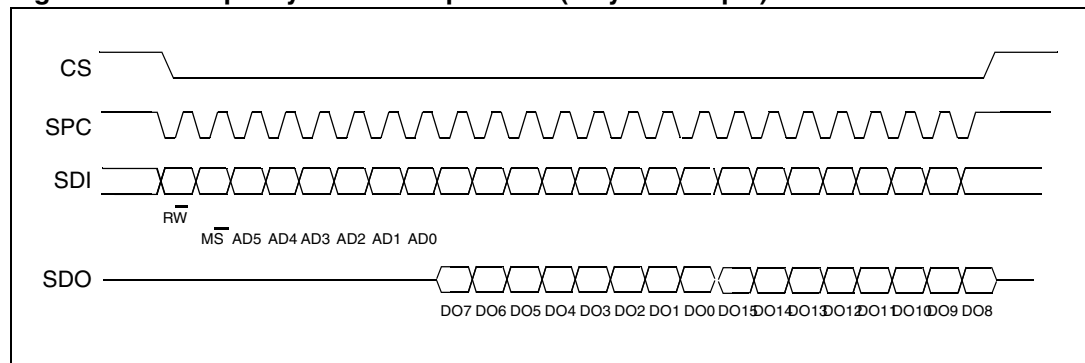 CS
SPC
SDI
RW
MS AD5 AD4 AD3 AD2 AD1 AD0
SDO
DO7 DO6 DO5 DO4 DO3 DO2 DO1 DO0 DO15 DO14 DO13 DO12 DO11 DO10 DO9 DO8